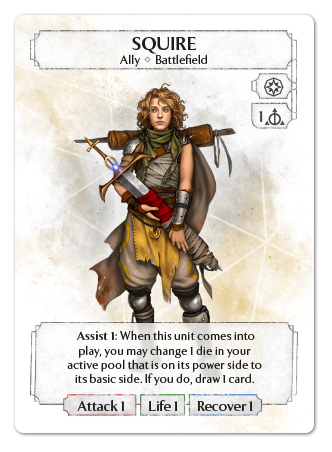 SQUIRE
Ally ◇ Battlefield
1
Assist 1: When this unit comes into
play, you may change 1 die in your
active pool that is on its power side to
its basic side. If you do, draw 1 card.
Attack 1 Life 1 Recover 1